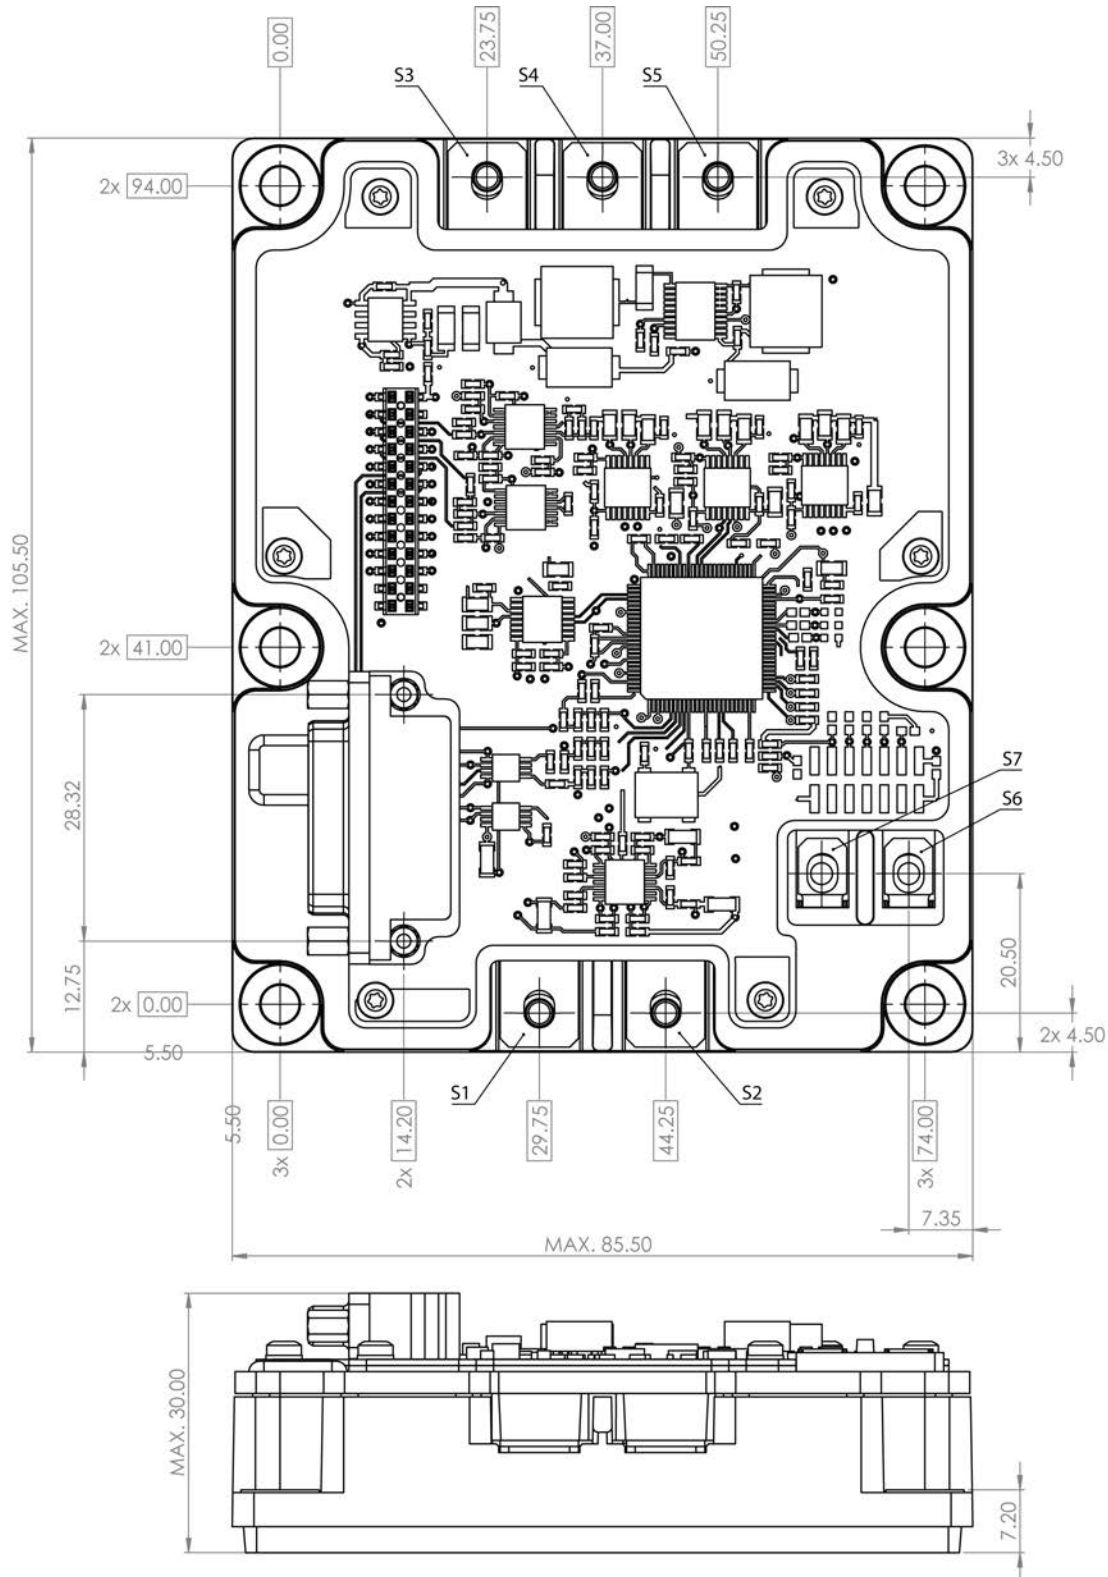 0.00
23.75
37.00
50.25
S3
S4
S5
3x 4.50
2x 94.00
MAX. 105.50
2x 41.00
28.32
S7
S6
12.75
20.50
2x 0.00
2x 4.50
5.50
5.50
S1
S2
3x 0.00
2x 14.20
29.75
44.25
3x 74.00
7.35
MAX. 85.50
MAX. 30.00
7.20